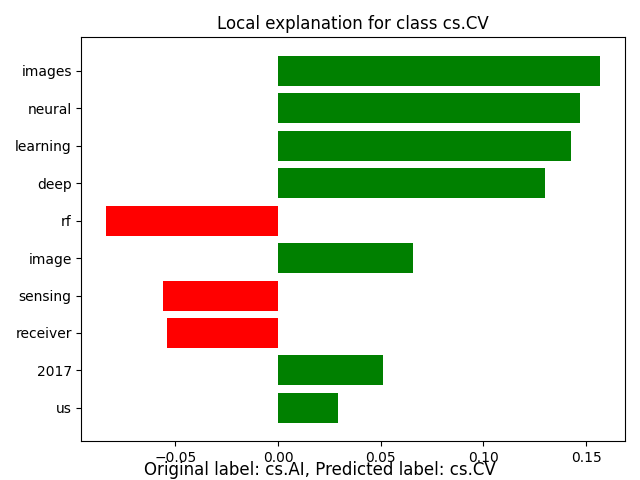 Local explanation for class cs.CV
images
neural
learning
deep
rf
image
sensing
receiver
2017
us
−0.05 0.00 0.05 0.10 0.15
Original label: cs.AI, Predicted label: cs.CV